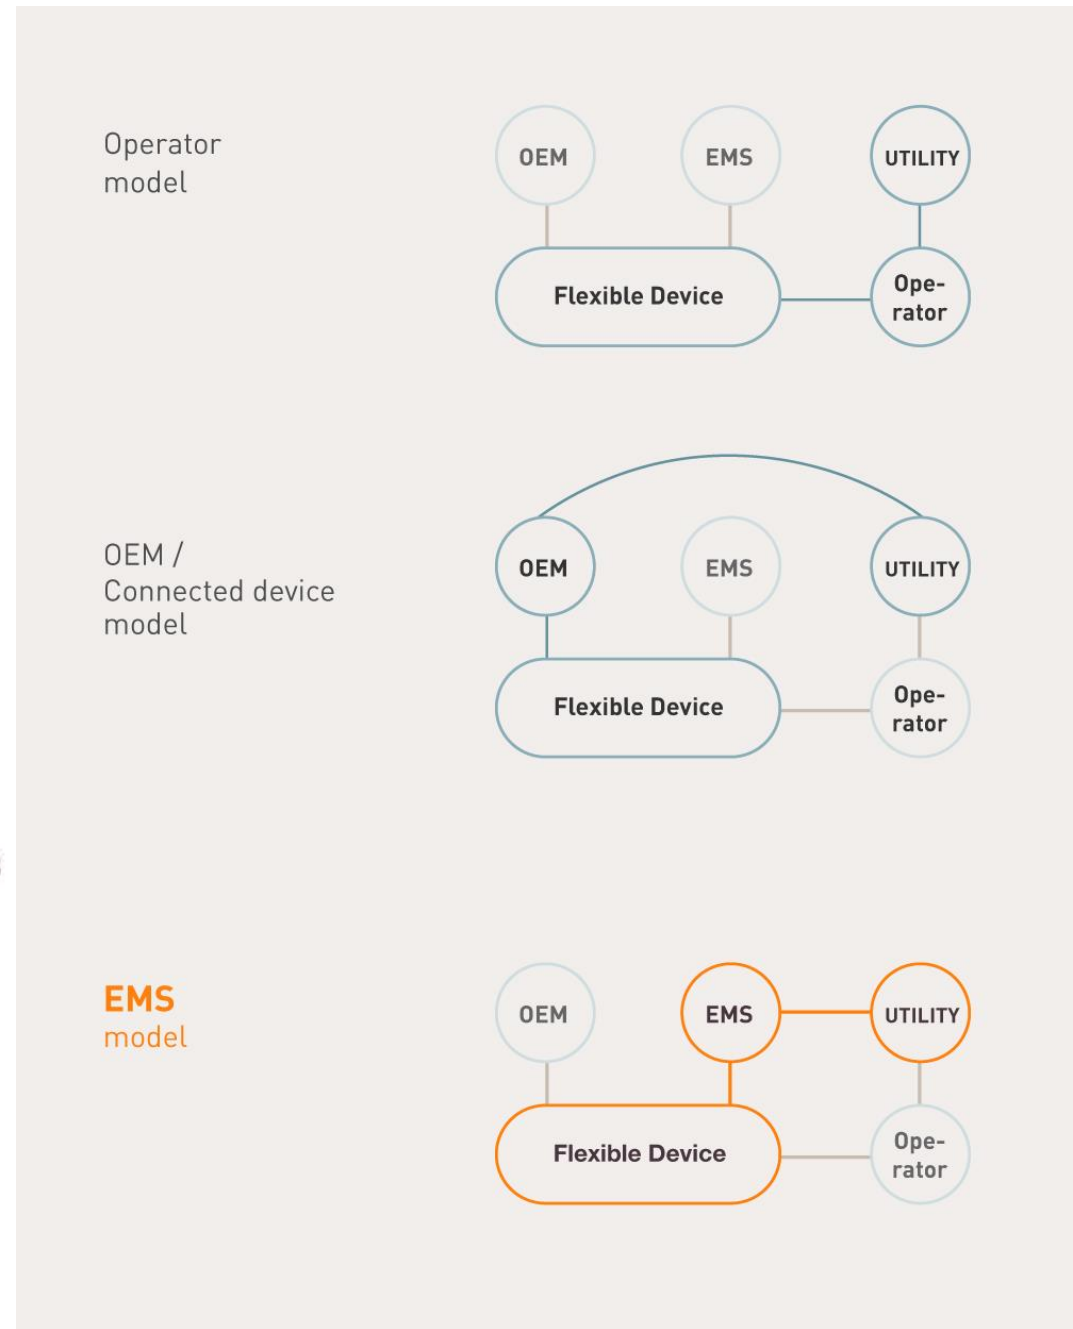 Operator
model
OEM
EMS
UTILITY
Flexible Device
Ope-
rator
OEM /
Connected device
model
OEM
EMS
UTILITY
Flexible Device
Ope-
rator
EMS
model
OEM
EMS
UTILITY
Flexible Device
Ope-
rator